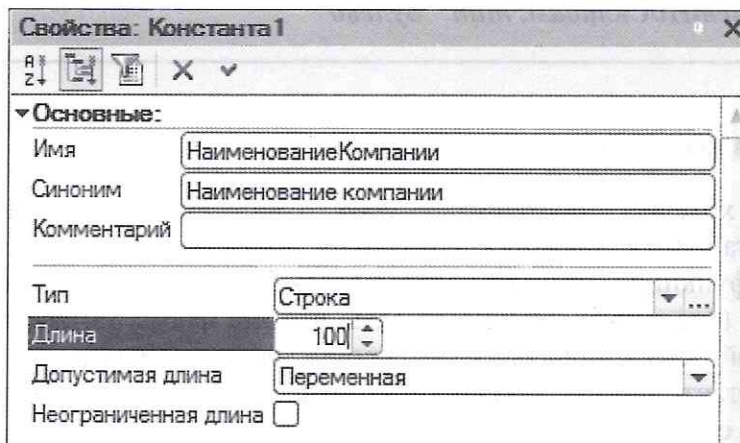 Свойства: Константа1
Основные:
Имя НаименованиеКомпании
Синоним Наименование компании
Комментарий
Тип Строка
Длина 100
Допустимая длина Переменная
Неограниченная длина